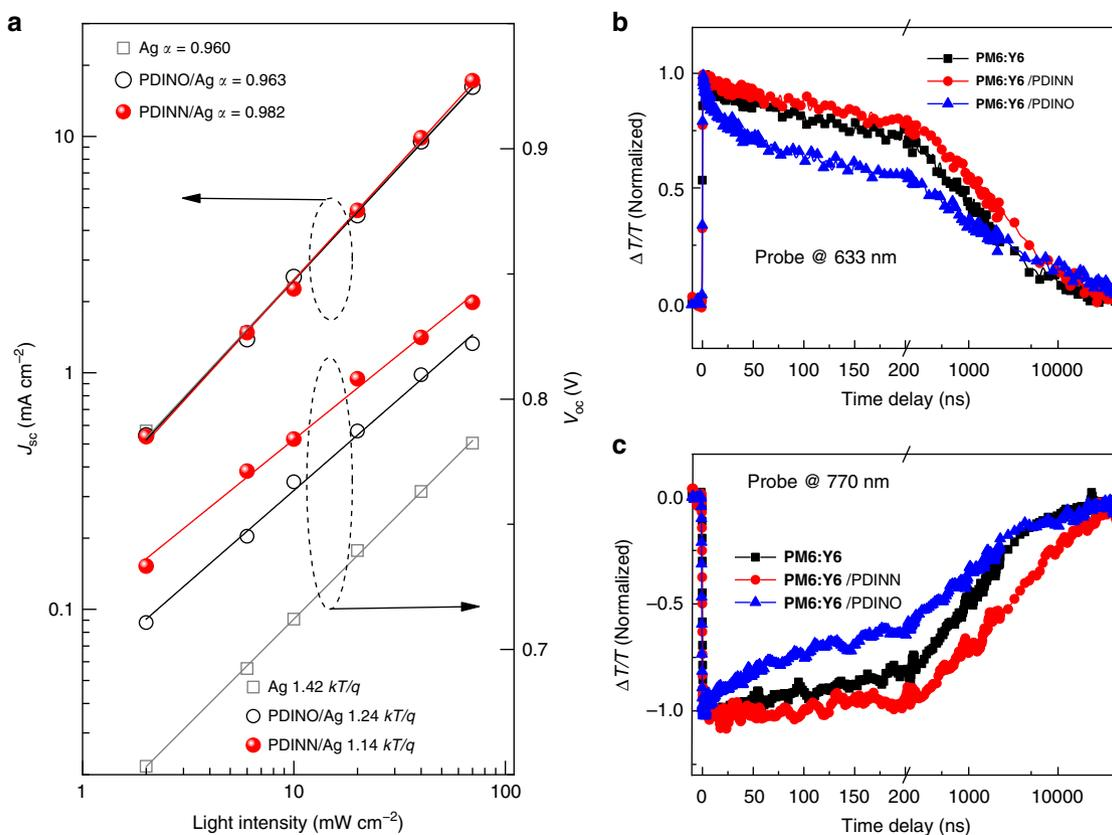 a
Ag α = 0.960
PDINO/Ag α = 0.963
PDINN/Ag α = 0.982
10
1
0.1
Jsc (mA cm−2)
0.9
0.8
0.7
Voc (V)
Ag 1.42 kT/q
PDINO/Ag 1.24 kT/q
PDINN/Ag 1.14 kT/q
1 10 100
Light intensity (mW cm−2)
b
PM6:Y6
PM6:Y6 /PDINN
PM6:Y6 /PDINO
1.0
0.5
0.0
ΔT/T (Normalized)
Probe @ 633 nm
0 50 100 150 200 1000 10000
Time delay (ns)
c
Probe @ 770 nm
PM6:Y6
PM6:Y6 /PDINN
PM6:Y6 /PDINO
0.0
−0.5
−1.0
ΔT/T (Normalized)
0 50 100 150 200 1000 10000
Time delay (ns)